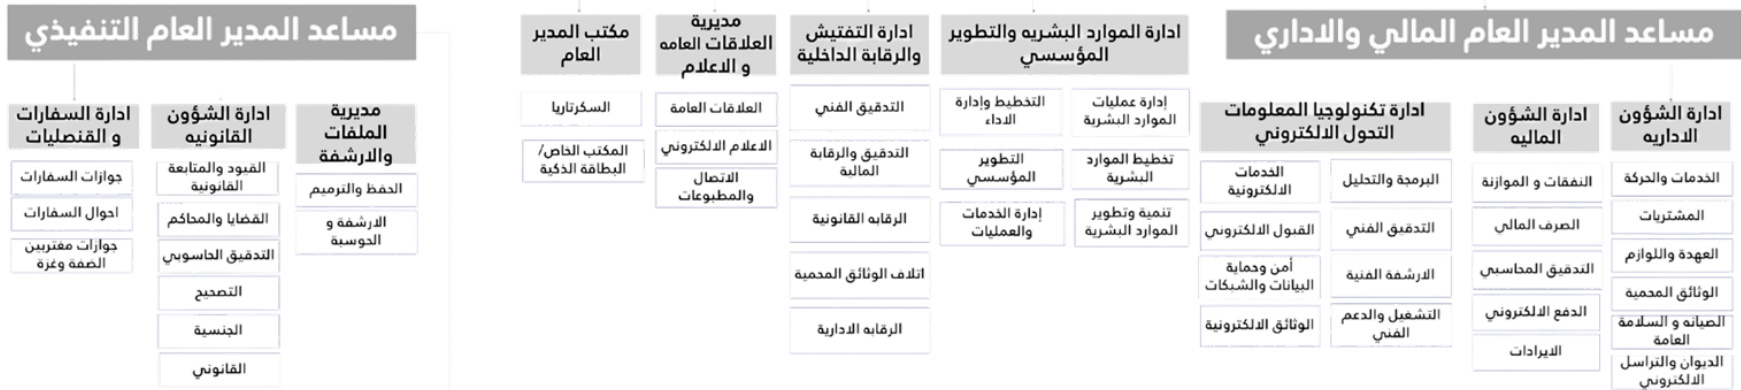 مساعد المدير العام المالي والاداري
ادارة الشؤون
الاداريه
الخدمات والحركة
المشتريات
العهدة واللوازم
الوثائق المحمية
الصيانه و السلامة
العامة
الديوان والتراسل
الالكتروني
ادارة الشؤون
الماليه
النفقات و الموازنة
الصرف المالي
التدقيق المحاسبي
الدفع الالكتروني
الايرادات
ادارة تكنولوجيا المعلومات
التحول الالكتروني
البرمجة والتحليل
التدقيق الفني
الارشفة الفنية
التشغيل والدعم
الفني
الخدمات
الالكترونية
القبول الالكتروني
أمن وحماية
البيانات والشبكات
الوثائق الالكترونية
ادارة الموارد البشريه والتطوير
المؤسسي
إدارة عمليات
الموارد البشرية
تخطيط الموارد
البشرية
تنمية وتطوير
الموارد البشرية
التخطيط وإدارة
الاداء
التطوير
المؤسسي
إدارة الخدمات
والعمليات
ادارة التفتيش
والرقابة الداخلية
التدقيق الفني
التدقيق والرقابة
المالية
الرقابه القانونية
اتلاف الوثائق المحمية
الرقابه الادارية
مديرية
العلاقات العامه
و الاعلام
العلاقات العامة
الاعلام الالكتروني
الاتصال
والمطبوعات
مكتب المدير
العام
السكرتاريا
المكتب الخاص/
البطاقة الذكية
مساعد المدير العام التنفيذي
مديرية
الملفات
والارشفة
الحفظ والترميم
الارشفة و
الحوسبة
ادارة الشؤون
القانونيه
القيود والمتابعة
القانونية
القضايا والمحاكم
التدقيق الحاسوبي
التصحيح
الجنسية
القانوني
ادارة السفارات
و القنصليات
جوازات السفارات
احوال السفارات
جوازات مغتربين
الضفة وغزة